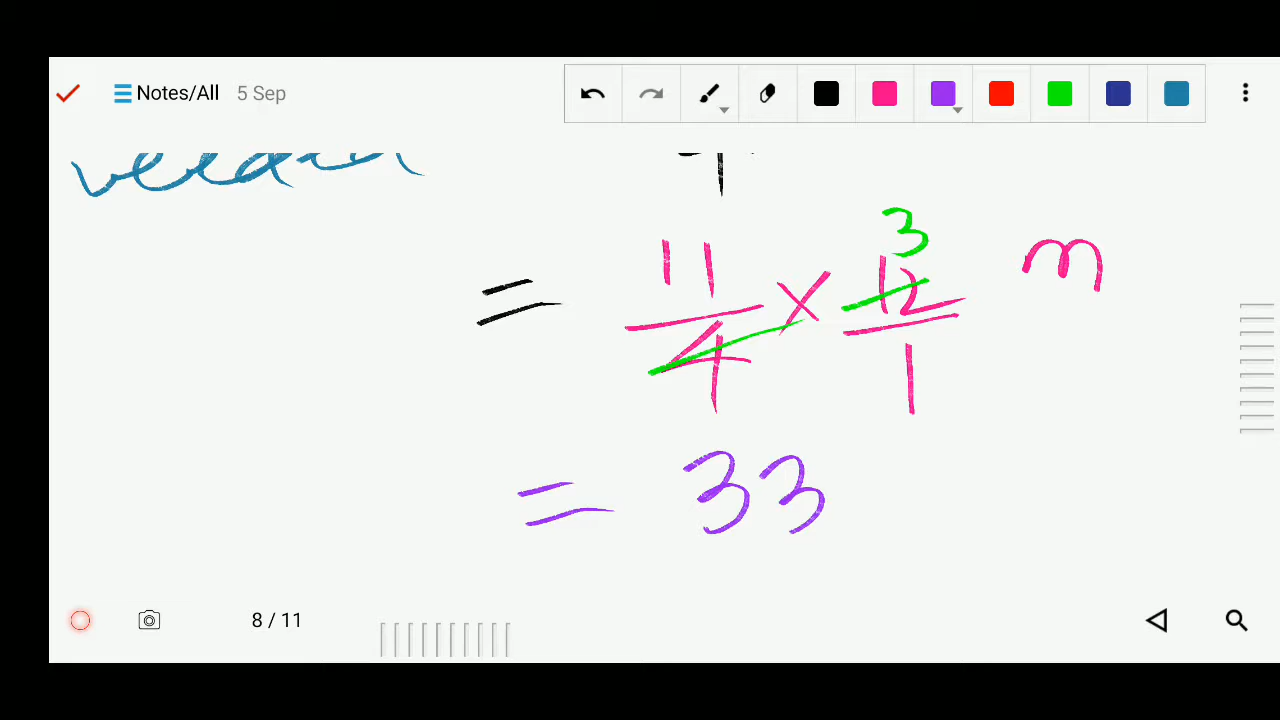 Notes/All 5 Sep
3
= 11/4 × 12/1 m
= 33
8 / 11